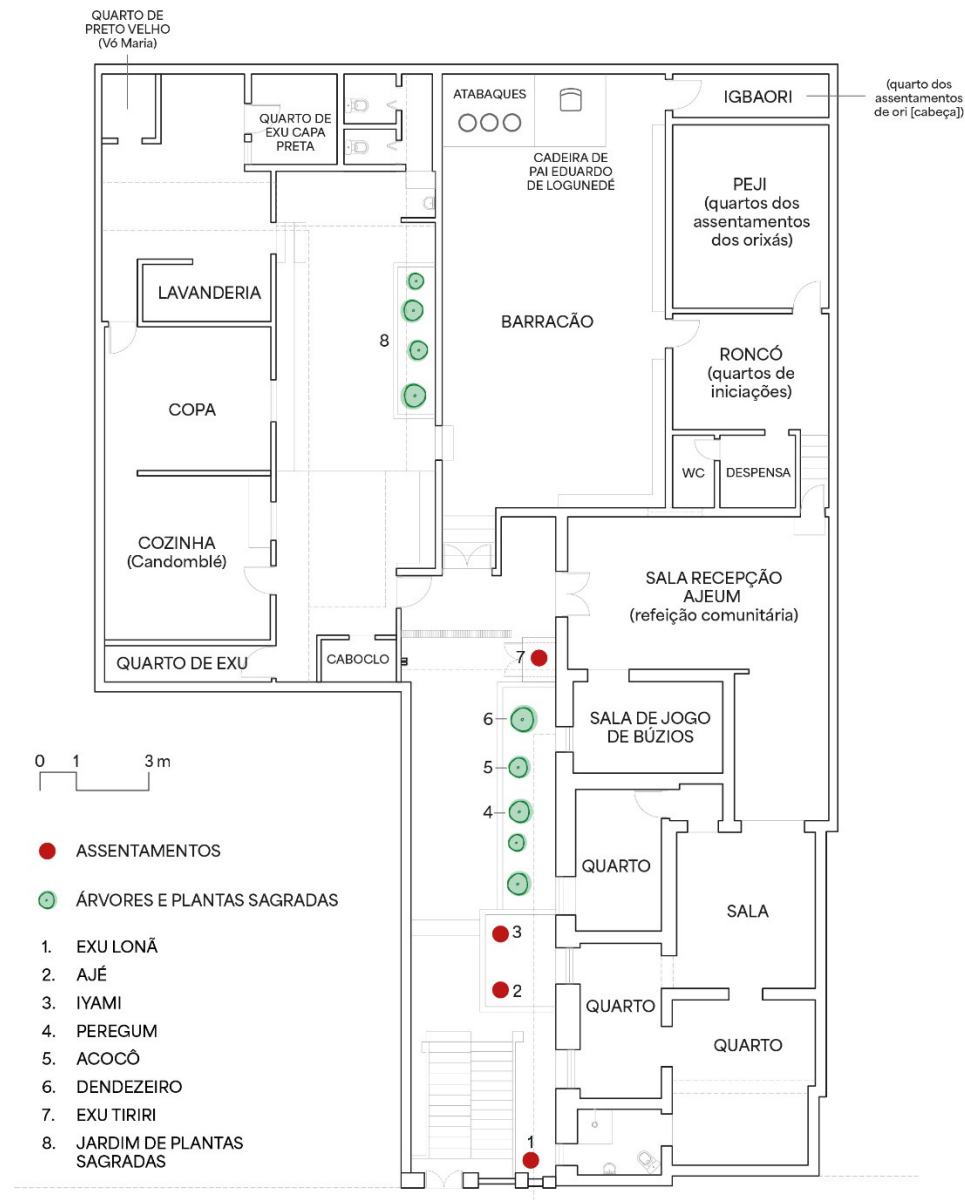 QUARTO DE
PRETO VELHO
(Vó Maria)
QUARTO DE
EXU CAPA
PRETA
ATABAQUES
CADEIRA DE
PAI EDUARDO
DE LOGUNEDÉ
IGBAORI
(quarto dos
assentamentos
de ori [cabeça])
PEJI
(quartos dos
assentamentos
dos orixás)
LAVANDERIA
8
BARRACÃO
RONCÓ
(quartos de
iniciações)
COPA
WC
DESPENSA
COZINHA
(Candomblé)
SALA RECEPÇÃO
AJEUM
(refeição comunitária)
QUARTO DE EXU
CABOCLO
7
6
SALA DE JOGO
DE BÚZIOS
5
4
QUARTO
SALA
3
2
QUARTO
QUARTO
1
0 1 3 m
ASSENTAMENTOS
ÁRVORES E PLANTAS SAGRADAS
1. EXU LONÃ
2. AJÉ
3. IYAMI
4. PEREGUM
5. ACOCÔ
6. DENDEZEIRO
7. EXU TIRIRI
8. JARDIM DE PLANTAS
SAGRADAS